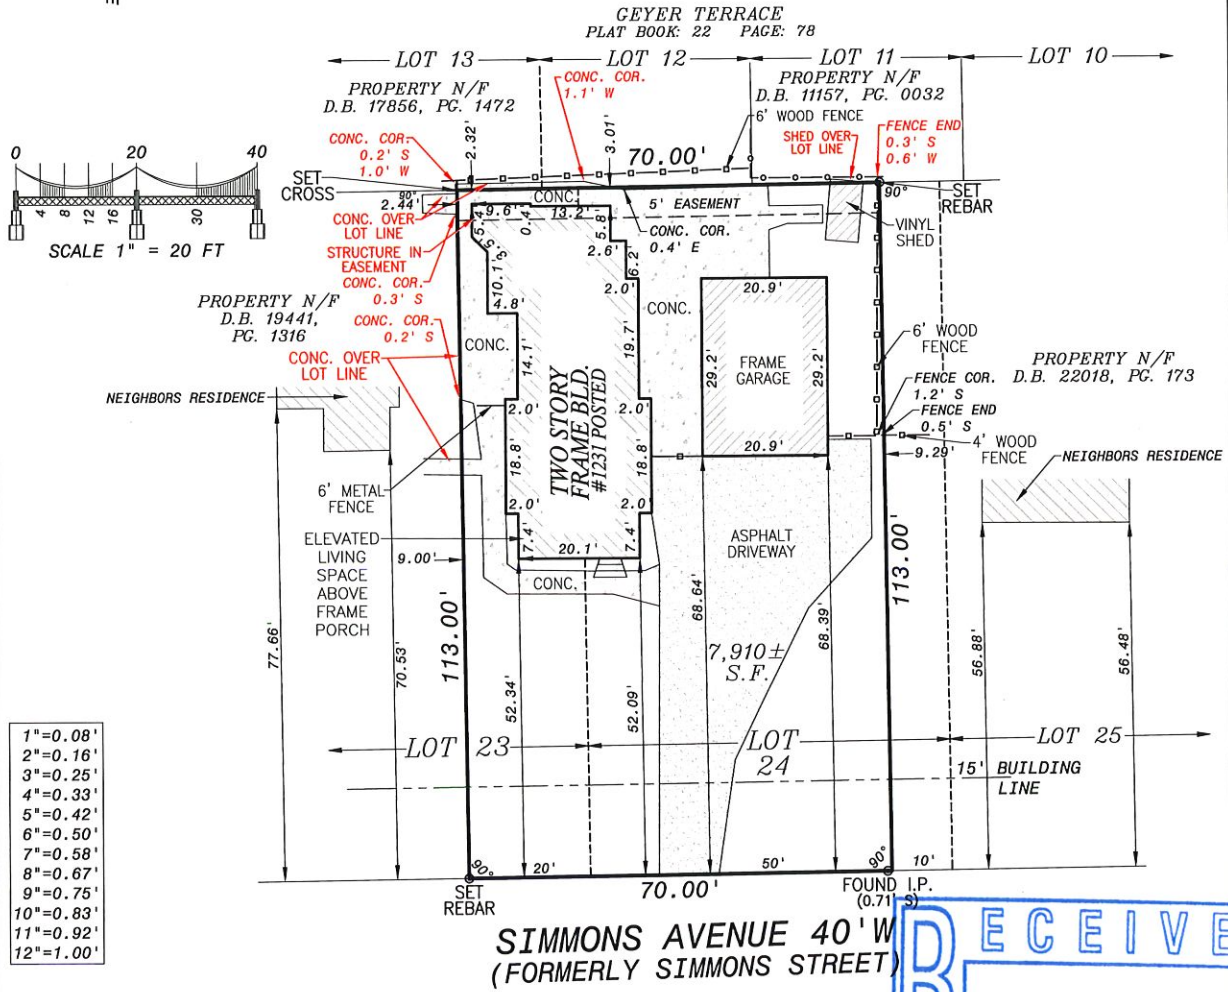 GEYER TERRACE
PLAT BOOK: 22 PAGE: 78
LOT 13
LOT 12
LOT 11
LOT 10
PROPERTY N/F
D.B. 17856, PG. 1472
CONC. COR.
1.1' W
PROPERTY N/F
D.B. 11157, PG. 0032
6' WOOD FENCE
SHED OVER
LOT LINE
FENCE END
0.3' S
0.6' W
CONC. COR.
0.2' S
1.0' W
2.32'
3.01'
70.00'
0 20 40
4 8 12 16 30
SCALE 1" = 20 FT
SET
CROSS
90°
2.44'
90°
SET
REBAR
CONC.
5' EASEMENT
CONC. OVER
LOT LINE
STRUCTURE IN
EASEMENT
CONC. COR.
0.3' S
9.6'
0.4'
13.2'
5.4'
5.8'
CONC. COR.
0.4' E
VINYL
SHED
2.6'
6.2'
10.1'
2.0'
4.8'
PROPERTY N/F
D.B. 19441,
PG. 1316
CONC. COR.
0.2' S
CONC. OVER
LOT LINE
CONC.
14.1'
19.7'
CONC.
20.9'
29.2'
FRAME
GARAGE
29.2'
20.9'
6' WOOD
FENCE
PROPERTY N/F
D.B. 22018, PG. 173
FENCE COR.
1.2' S
FENCE END
0.5' S
4' WOOD
FENCE
9.29'
NEIGHBORS RESIDENCE
NEIGHBORS RESIDENCE
TWO STORY
FRAME BLD.
#1231 POSTED
2.0'
2.0'
18.8'
18.8'
2.0'
2.0'
7.4'
7.4'
20.1'
6' METAL
FENCE
ELEVATED
LIVING
SPACE
ABOVE
FRAME
PORCH
9.00'
CONC.
ASPHALT
DRIVEWAY
113.00'
113.00'
77.66'
70.53'
52.34'
52.09'
68.64'
68.39'
56.88'
56.48'
7,910±
S.F.
LOT 23
LOT
24
LOT 25
15' BUILDING
LINE
1"=0.08'
2"=0.16'
3"=0.25'
4"=0.33'
5"=0.42'
6"=0.50'
7"=0.58'
8"=0.67'
9"=0.75'
10"=0.83'
11"=0.92'
12"=1.00'
90°
20'
50'
90°
10'
SET
REBAR
70.00'
FOUND I.P.
(0.71' S)
SIMMONS AVENUE 40'W
(FORMERLY SIMMONS STREET)
RECEIVE